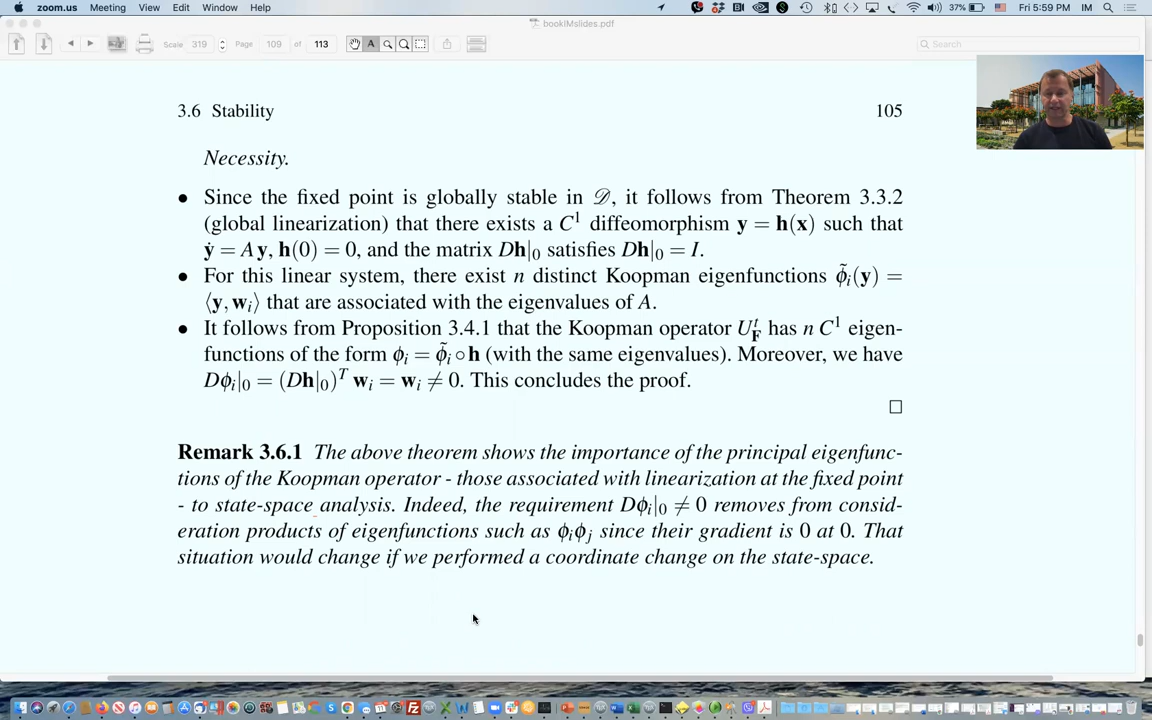 zoom.us Meeting View Edit Window Help 37% Fri 5:59 PM IM
bookIMslides.pdf
Scale 319 Page 109 of 113 A Search
3.6 Stability 105
Necessity.
• Since the fixed point is globally stable in 𝒟, it follows from Theorem 3.3.2
(global linearization) that there exists a C¹ diffeomorphism y = h(x) such that
ẏ = A y, h(0) = 0, and the matrix Dh|₀ satisfies Dh|₀ = I.
• For this linear system, there exist n distinct Koopman eigenfunctions ϕ̃ᵢ(y) =
⟨y, wᵢ⟩ that are associated with the eigenvalues of A.
• It follows from Proposition 3.4.1 that the Koopman operator Uᵗ_F has n C¹ eigen-
functions of the form ϕᵢ = ϕ̃ᵢ ∘ h (with the same eigenvalues). Moreover, we have
Dϕᵢ|₀ = (Dh|₀)ᵀ wᵢ = wᵢ ≠ 0. This concludes the proof.
□
Remark 3.6.1 The above theorem shows the importance of the principal eigenfunc-
tions of the Koopman operator - those associated with linearization at the fixed point
- to state-space analysis. Indeed, the requirement Dϕᵢ|₀ ≠ 0 removes from consid-
eration products of eigenfunctions such as ϕᵢϕⱼ since their gradient is 0 at 0. That
situation would change if we performed a coordinate change on the state-space.